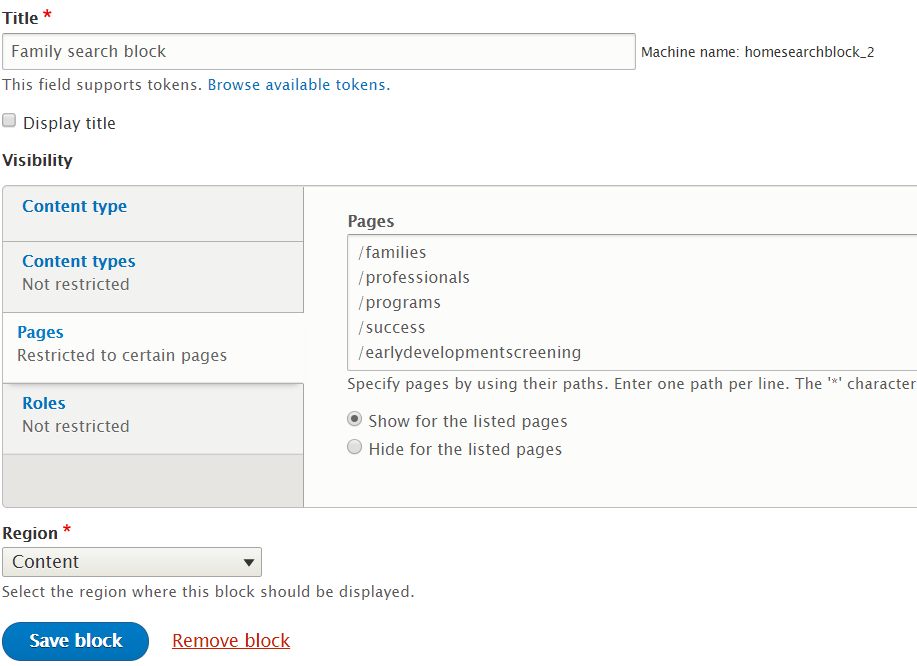 Title *
Family search block
Machine name: homesearchblock_2
This field supports tokens. Browse available tokens.
Display title
Visibility
Content type
Content types
Not restricted
Pages
Restricted to certain pages
Roles
Not restricted
Pages
/families
/professionals
/programs
/success
/earlydevelopmentscreening
Specify pages by using their paths. Enter one path per line. The '*' character
Show for the listed pages
Hide for the listed pages
Region *
Content
Select the region where this block should be displayed.
Save block
Remove block